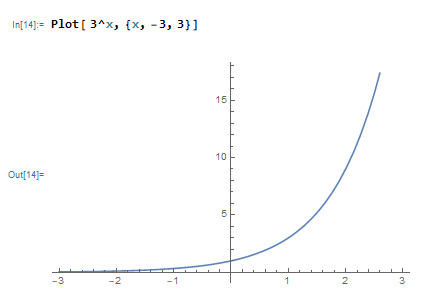 In[14]:= Plot[ 3^x, {x, -3, 3}]
15
10
Out[14]=
5
-3 -2 -1 1 2 3